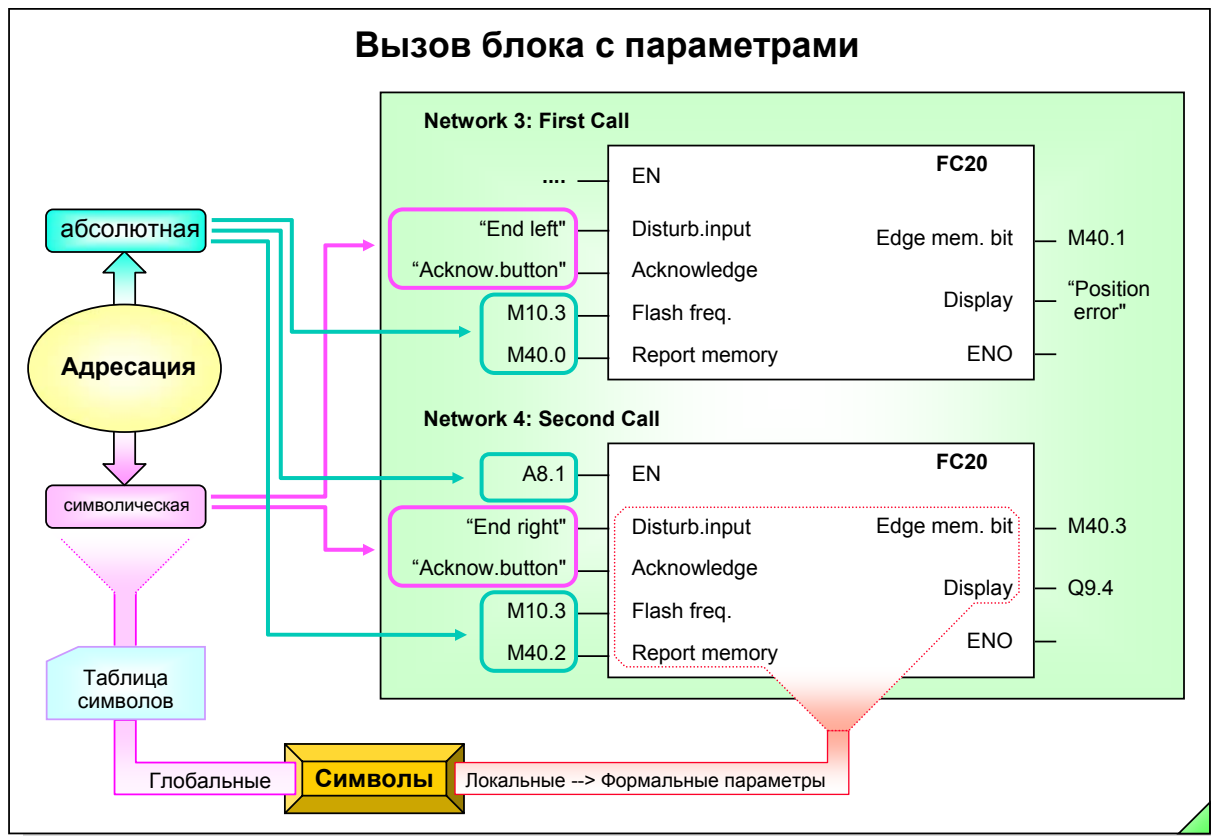 Вызов блока с параметрами
Network 3: First Call
FC20
.... EN
“End left" Disturb.input Edge mem. bit M40.1
“Acknow.button" Acknowledge
Display “Position error"
M10.3 Flash freq.
M40.0 Report memory ENO
абсолютная
Адресация
символическая
Network 4: Second Call
FC20
A8.1 EN
“End right" Disturb.input Edge mem. bit M40.3
“Acknow.button" Acknowledge
Display Q9.4
M10.3 Flash freq.
M40.2 Report memory ENO
Таблица
символов
Глобальные Символы Локальные --> Формальные параметры